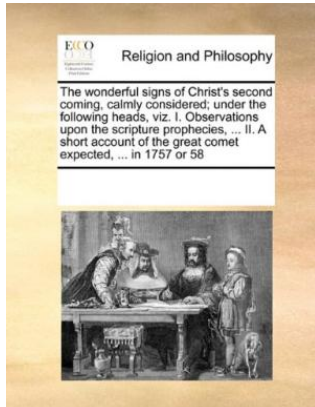 ECCO
Religion and Philosophy
The wonderful signs of Christ's second
coming, calmly considered; under the
following heads, viz. I. Observations
upon the scripture prophecies, ... II. A
short account of the great comet
expected, ... in 1757 or 58